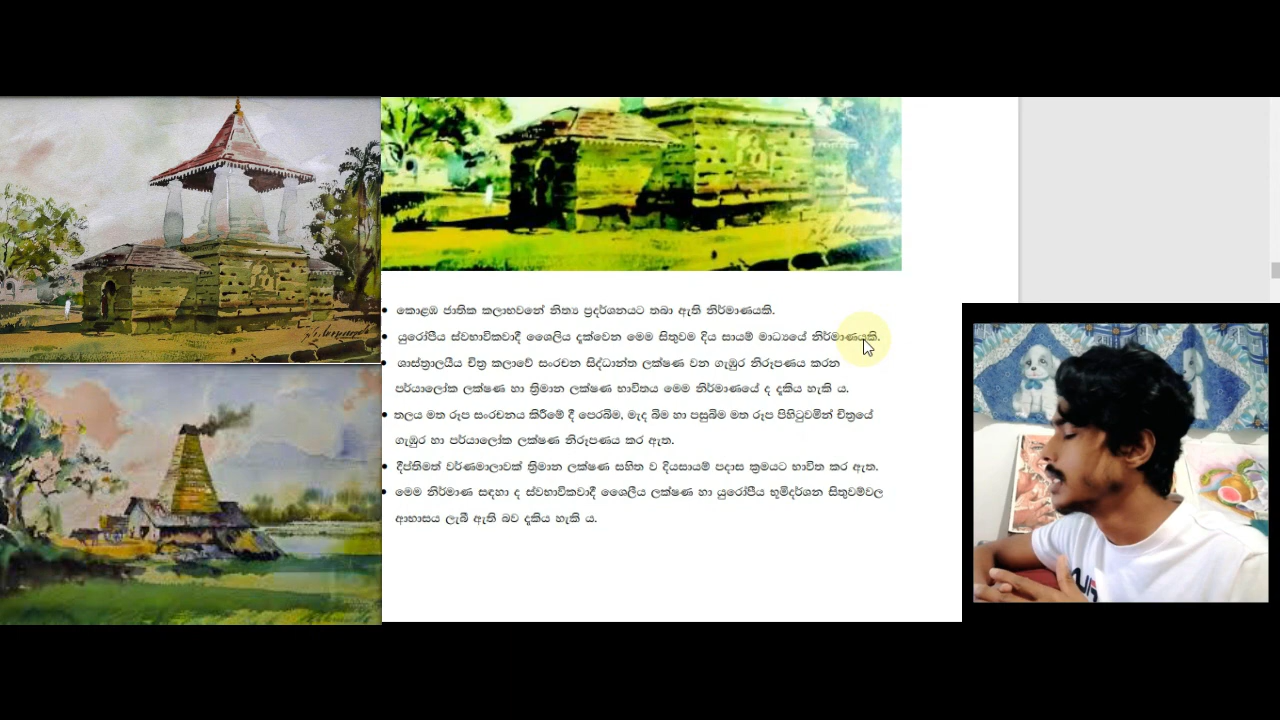 කොළඹ ජාතික කලාභවනේ නිත්‍ය ප්‍රදර්ශනයට තබා ඇති නිර්මාණයකි.
යුරෝපීය ස්වභාවිකවාදී ශෛලිය දක්වෙන මෙම සිතුවම දිය සායම් මාධ්‍යයේ නිර්මාණයකි.
ශාස්ත්‍රාලයීය චිත්‍ර කලාවේ සංරචන සිද්ධාන්ත ලක්ෂණ වන ගැඹුර නිරූපණය කරන
පර්යාලෝක ලක්ෂණ හා ත්‍රිමාන ලක්ෂණ භාවිතය මෙම නිර්මාණයේ ද දැකිය හැකි ය.
තලය මත රූප සංරචනය කිරීමේ දී පෙරබිම, මැද බිම හා පසුබිම මත රූප පිහිටුවමින් චිත්‍රයේ
ගැඹුර හා පර්යාලෝක ලක්ෂණ නිරූපණය කර ඇත.
දීප්තිමත් වර්ණමාලාවක් ත්‍රිමාන ලක්ෂණ සහිත ව දියසායම් පදාස ක්‍රමයට භාවිත කර ඇත.
මෙම නිර්මාණ සඳහා ද ස්වභාවිකවාදී ශෛලීය ලක්ෂණ හා යුරෝපීය භූමිදර්ශන සිතුවම්වල
ආභාසය ලැබී ඇති බව දැකිය හැකි ය.